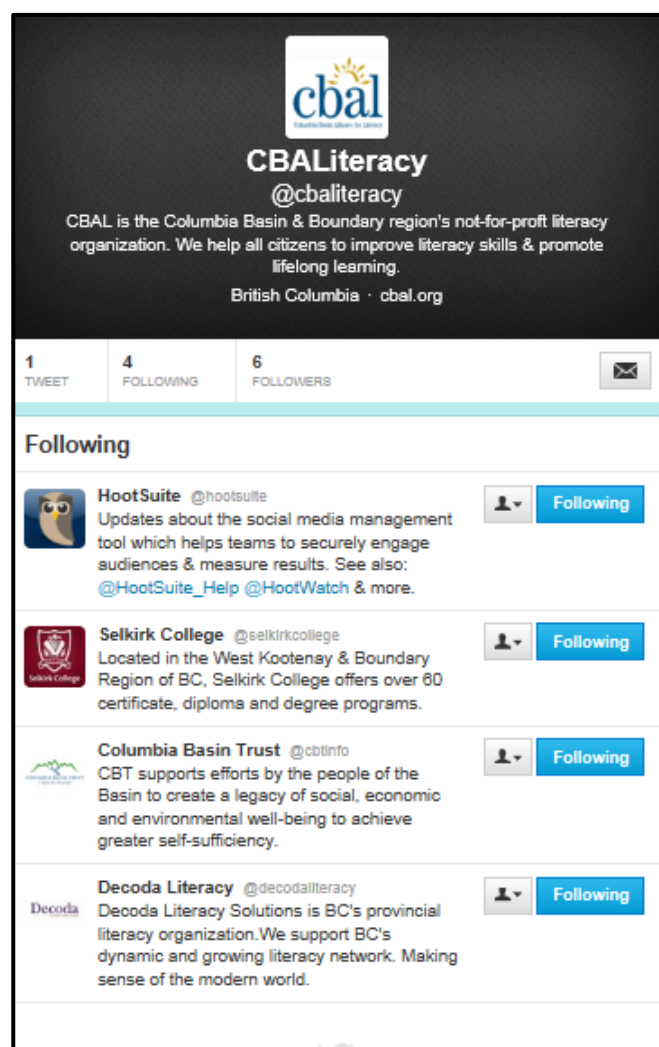 cbal
Columbia Basin Alliance for Literacy
CBALiteracy
@cbaliteracy
CBAL is the Columbia Basin & Boundary region's not-for-proft literacy
organization. We help all citizens to improve literacy skills & promote
lifelong learning.
British Columbia · cbal.org
1 4 6
TWEET FOLLOWING FOLLOWERS
Following
HootSuite @hootsuite
Following
Updates about the social media management
tool which helps teams to securely engage
audiences & measure results. See also:
@HootSuite_Help @HootWatch & more.
Selkirk College
Selkirk College @selkirkcollege
Following
Located in the West Kootenay & Boundary
Region of BC, Selkirk College offers over 60
certificate, diploma and degree programs.
Columbia Basin Trust @cbtinfo
Following
CBT supports efforts by the people of the
Basin to create a legacy of social, economic
and environmental well-being to achieve
greater self-sufficiency.
Decoda
Decoda Literacy @decodaliteracy
Following
Decoda Literacy Solutions is BC's provincial
literacy organization.We support BC's
dynamic and growing literacy network. Making
sense of the modern world.